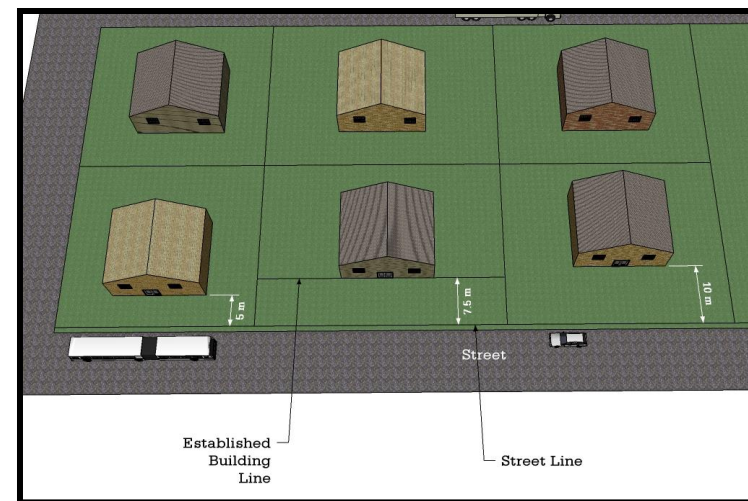 5 m
7.5 m
10 m
Street
Established
Building
Line
Street Line